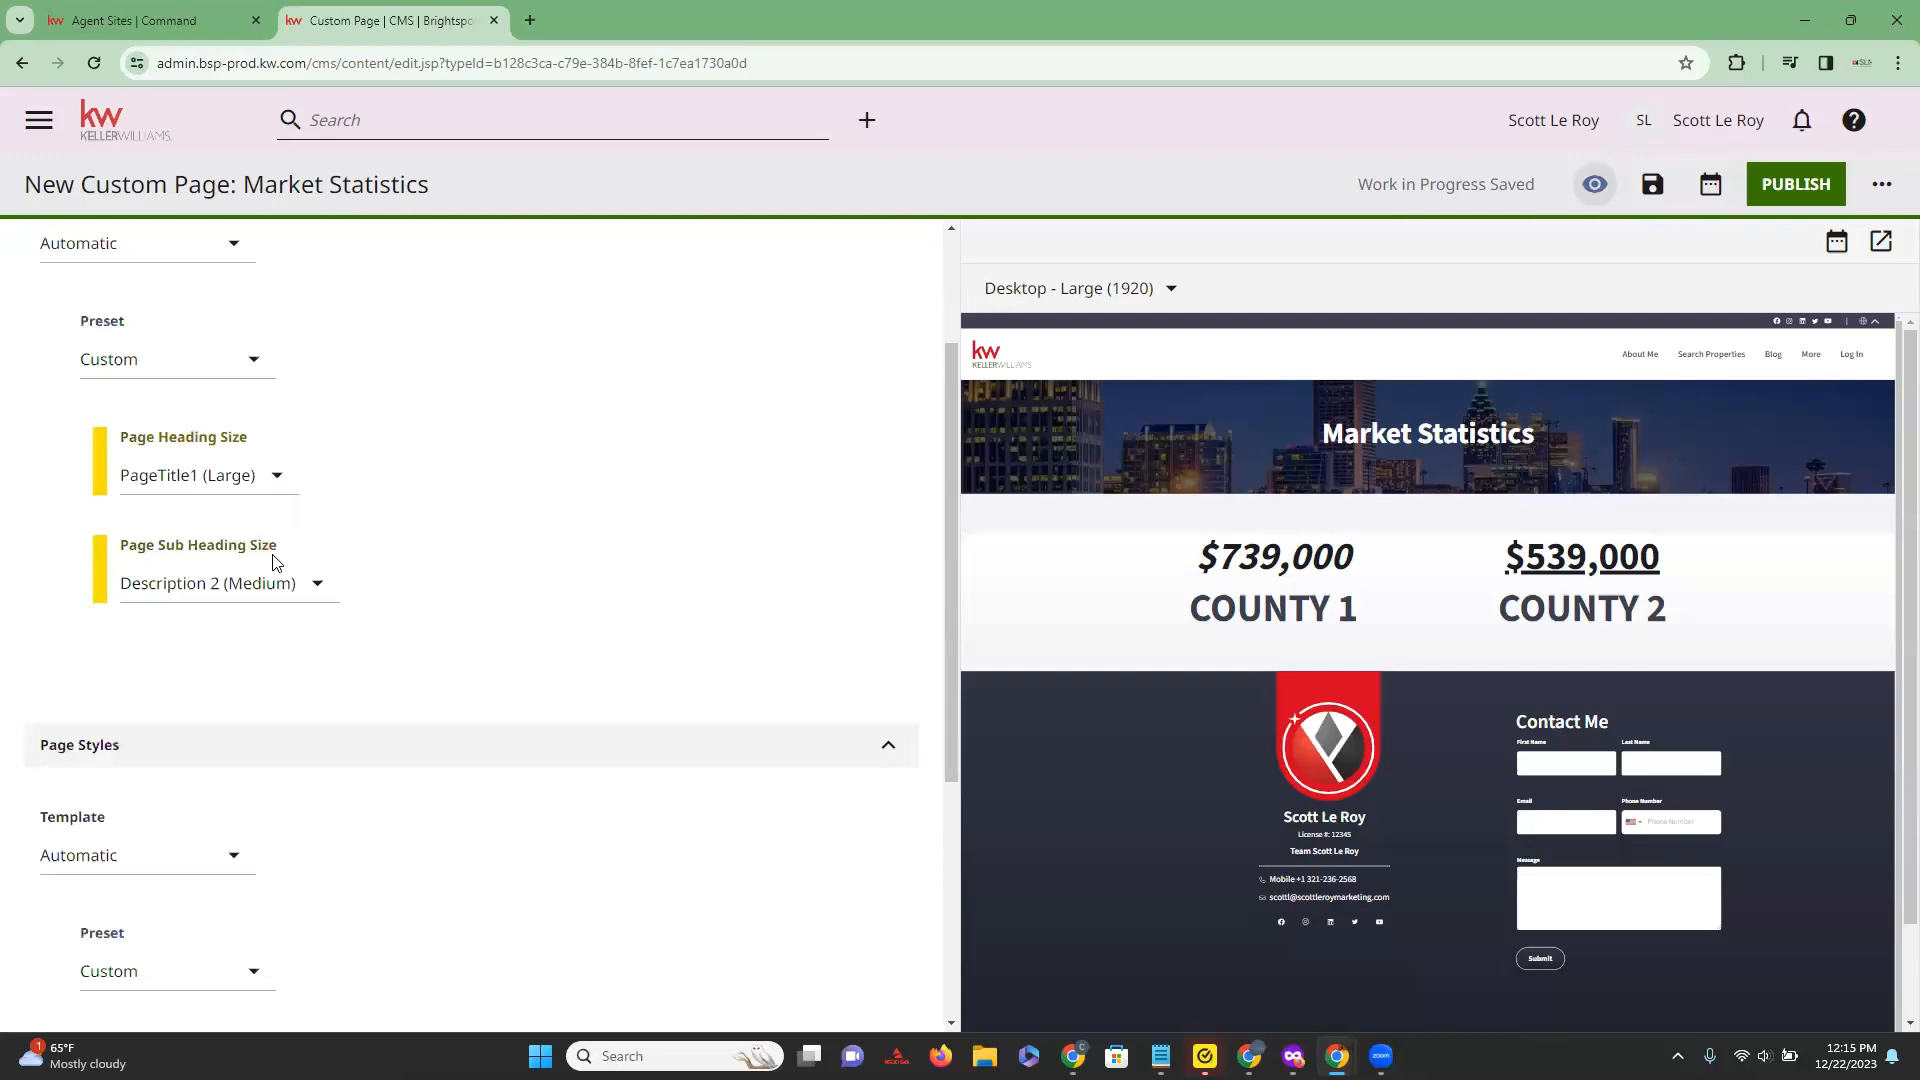 Agent Sites | Command
Custom Page | CMS | Brightspo
admin.bsp-prod.kw.com/cms/content/edit.jsp?typeId=b128c3ca-c79e-384b-8fef-1c7ea1730a0d
kw
KELLERWILLIAMS.
Search
Scott Le Roy
SL
Scott Le Roy
New Custom Page: Market Statistics
Work in Progress Saved
PUBLISH
Automatic
Preset
Custom
Page Heading Size
PageTitle1 (Large)
Page Sub Heading Size
Description 2 (Medium)
Page Styles
Template
Automatic
Preset
Custom
Desktop - Large (1920)
kw
KELLERWILLIAMS.
About Me
Search Properties
Blog
More
Log In
Market Statistics
$739,000
$539,000
COUNTY 1
COUNTY 2
Scott Le Roy
License #: 12345
Team Scott Le Roy
Mobile +1 321-236-2568
scottl@scottleroymarketing.com
Contact Me
First Name
Last Name
Email
Phone Number
Phone Number
Message
Submit
1
65°F
Mostly cloudy
Search
zoom
12:15 PM
12/22/2023